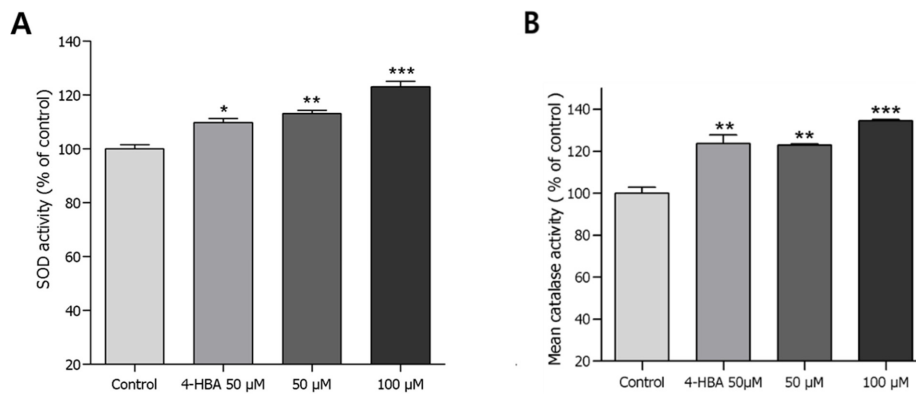 A
SOD activity (% of control)
140
120
100
80
60
40
20
*
**
***
Control
4-HBA 50 μM
50 μM
100 μM
B
Mean catalase activity ( % of control )
140
120
100
80
60
40
20
**
**
***
Control
4-HBA 50μM
50 μM
100 μM